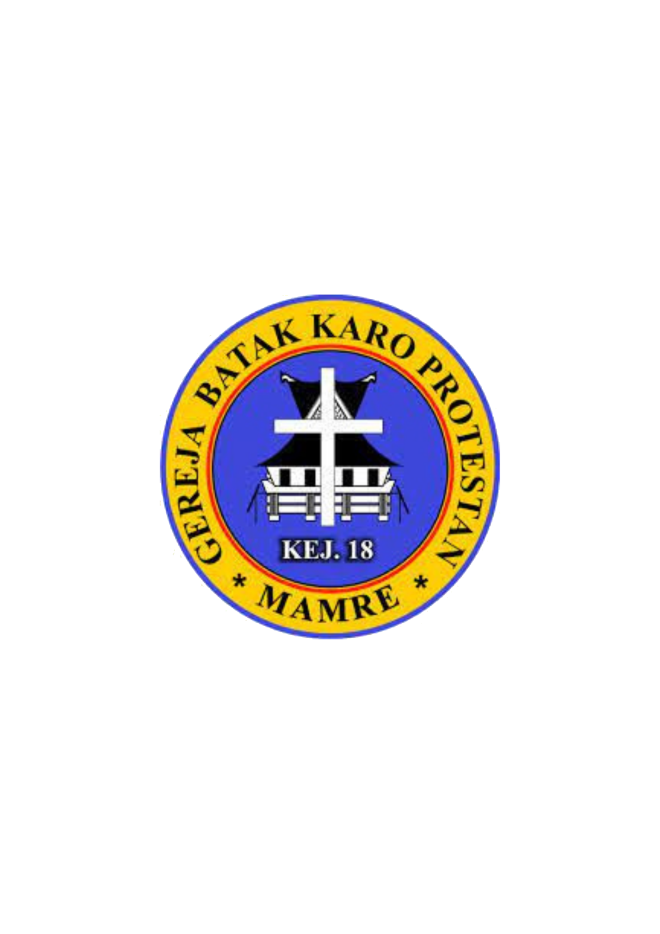 GEREJA BATAK KARO PROTESTAN
KEJ. 18
* MAMRE *